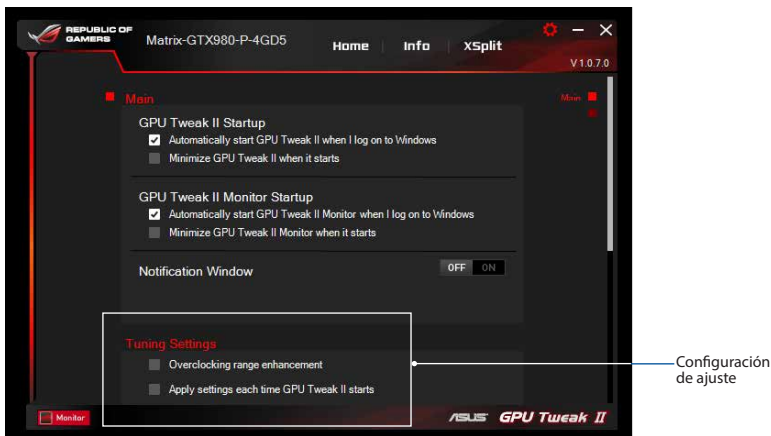 REPUBLIC OF
GAMERS
Matrix-GTX980-P-4GD5
Home Info XSplit
V 1.0.7.0
Main
Main
GPU Tweak II Startup
Automatically start GPU Tweak II when I log on to Windows
Minimize GPU Tweak II when it starts
GPU Tweak II Monitor Startup
Automatically start GPU Tweak II Monitor when I log on to Windows
Minimize GPU Tweak II Monitor when it starts
Notification Window OFF ON
Tuning Settings
Overclocking range enhancement
Apply settings each time GPU Tweak II starts
Configuración
de ajuste
Monitor
ASUS GPU Tweak II